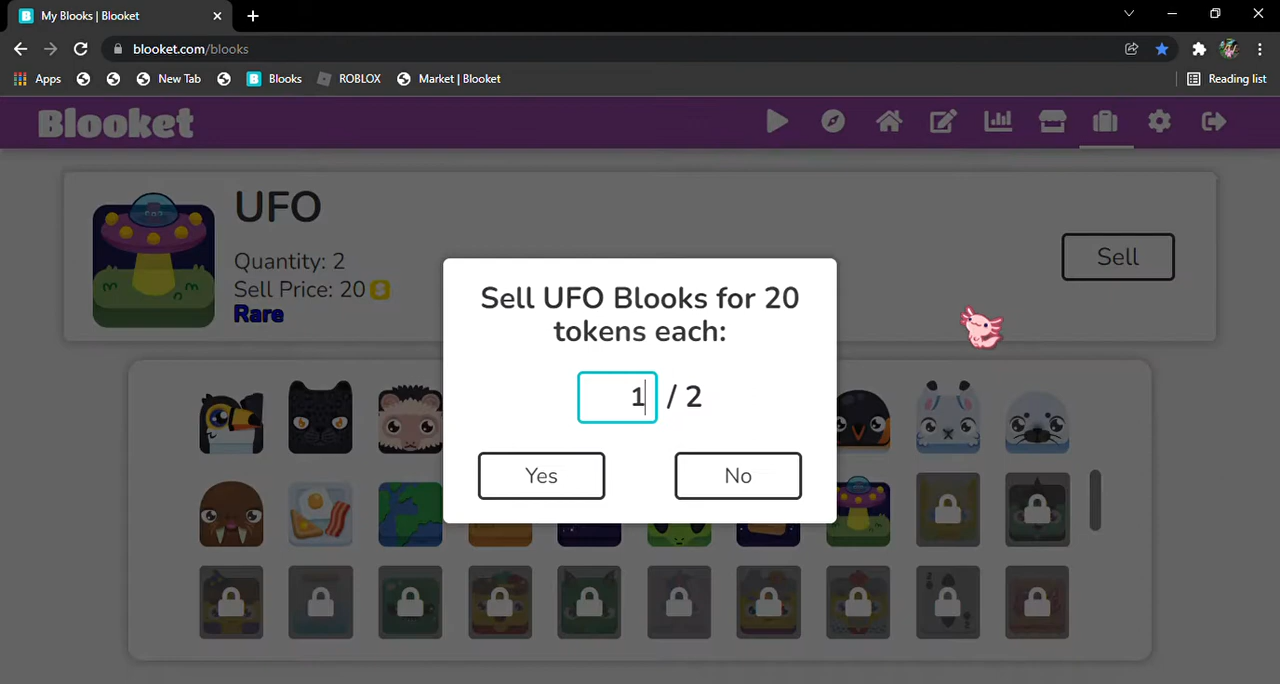 My Blooks | Blooket
blooket.com/blooks
Apps
New Tab
Blooks
ROBLOX
Market | Blooket
Reading list
Blooket
UFO
Quantity: 2
Sell Price: 20
Rare
Sell
Sell UFO Blooks for 20
tokens each:
1 / 2
Yes
No